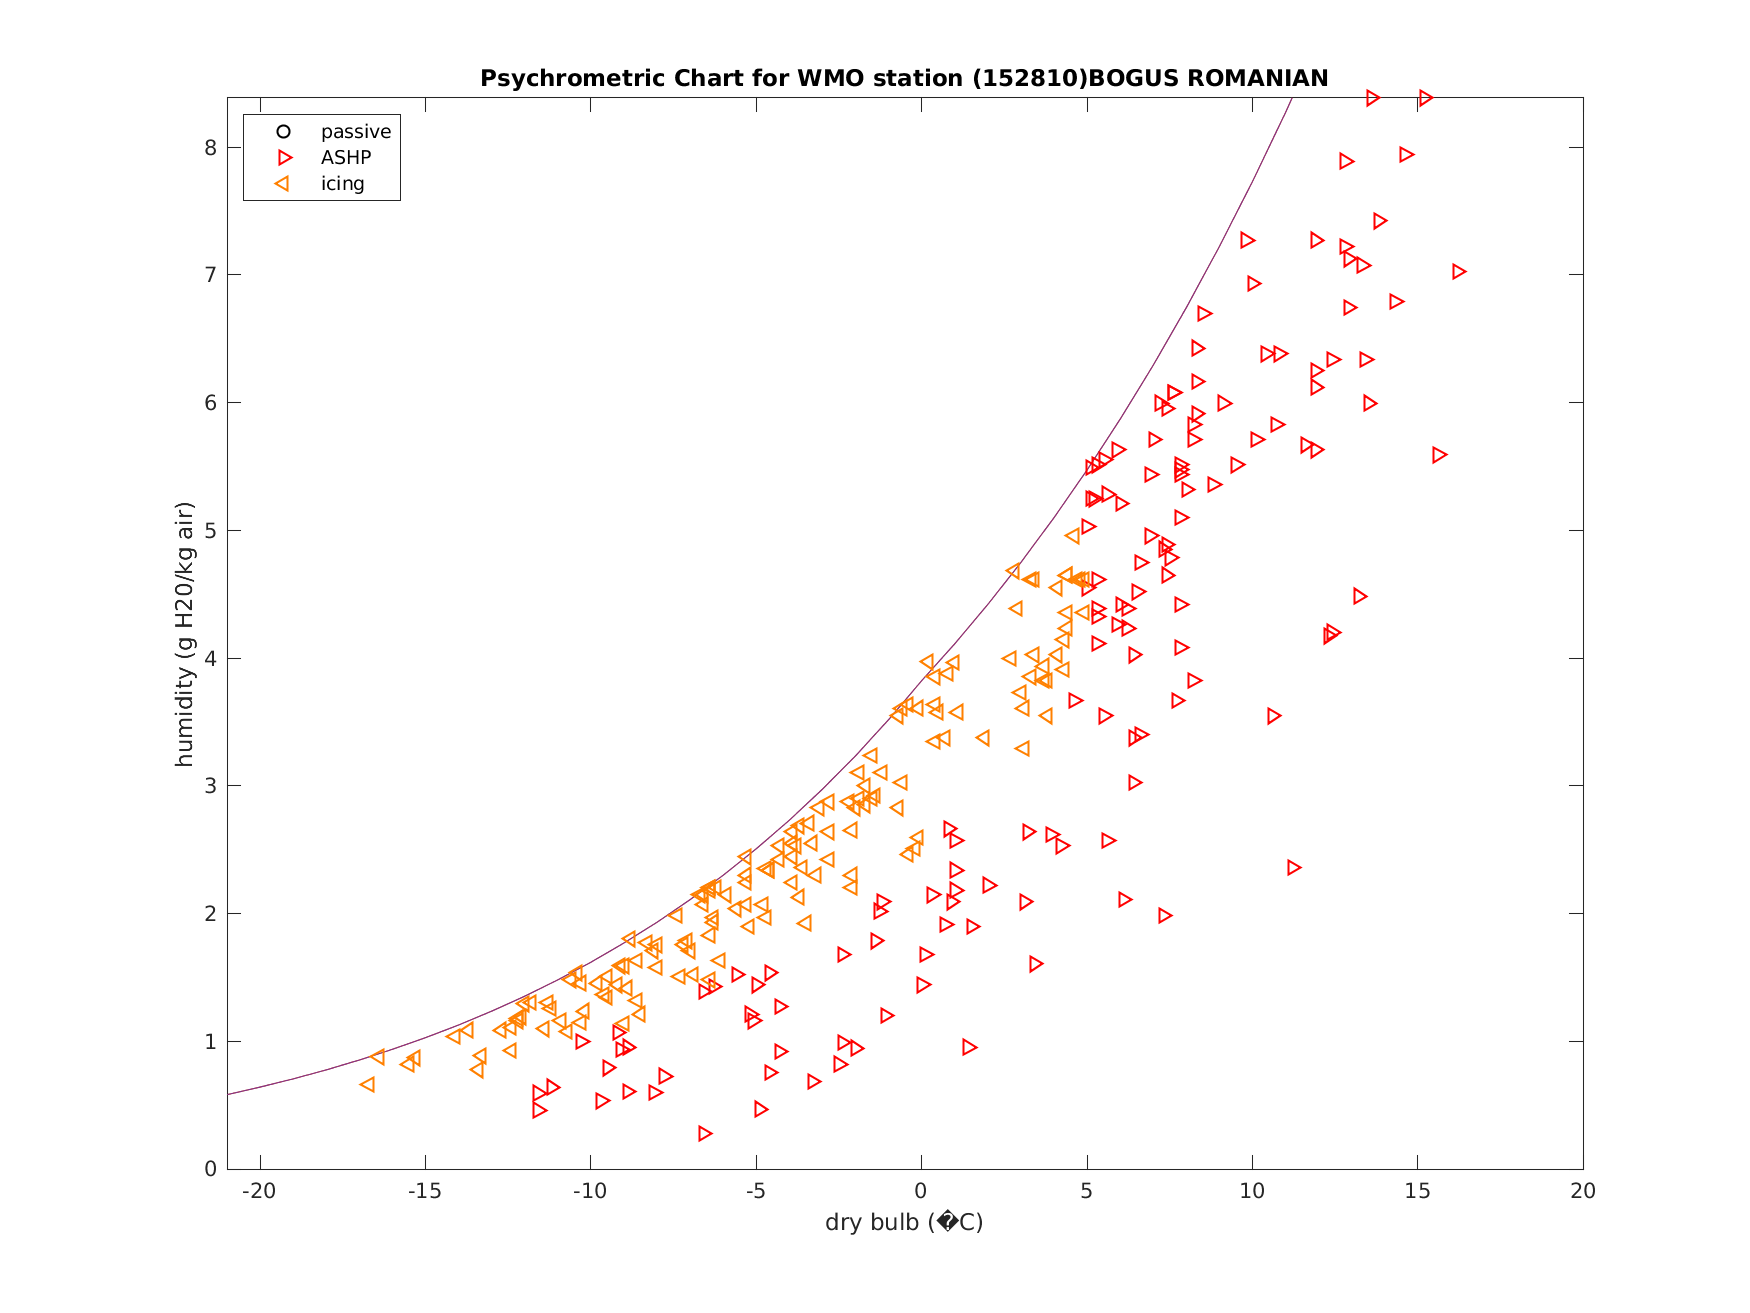 Psychrometric Chart for WMO station (152810)BOGUS ROMANIAN
passive
ASHP
icing
8
7
6
5
4
3
2
1
0
humidity (g H20/kg air)
-20 -15 -10 -5 0 5 10 15 20
dry bulb (�C)